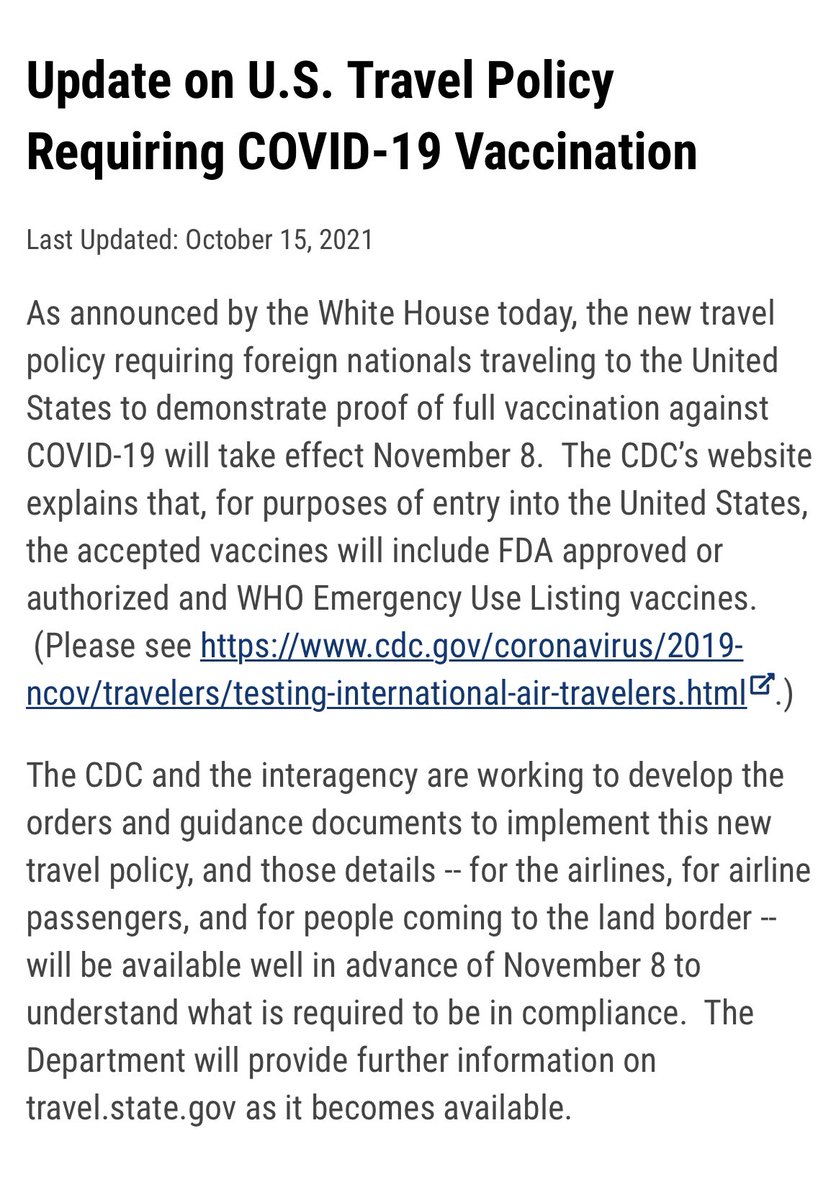 Update on U.S. Travel Policy
Requiring COVID-19 Vaccination
Last Updated: October 15, 2021
As announced by the White House today, the new travel
policy requiring foreign nationals traveling to the United
States to demonstrate proof of full vaccination against
COVID-19 will take effect November 8.  The CDC’s website
explains that, for purposes of entry into the United States,
the accepted vaccines will include FDA approved or
authorized and WHO Emergency Use Listing vaccines.
(Please see https://www.cdc.gov/coronavirus/2019-
ncov/travelers/testing-international-air-travelers.html.)
The CDC and the interagency are working to develop the
orders and guidance documents to implement this new
travel policy, and those details -- for the airlines, for airline
passengers, and for people coming to the land border --
will be available well in advance of November 8 to
understand what is required to be in compliance.  The
Department will provide further information on
travel.state.gov as it becomes available.